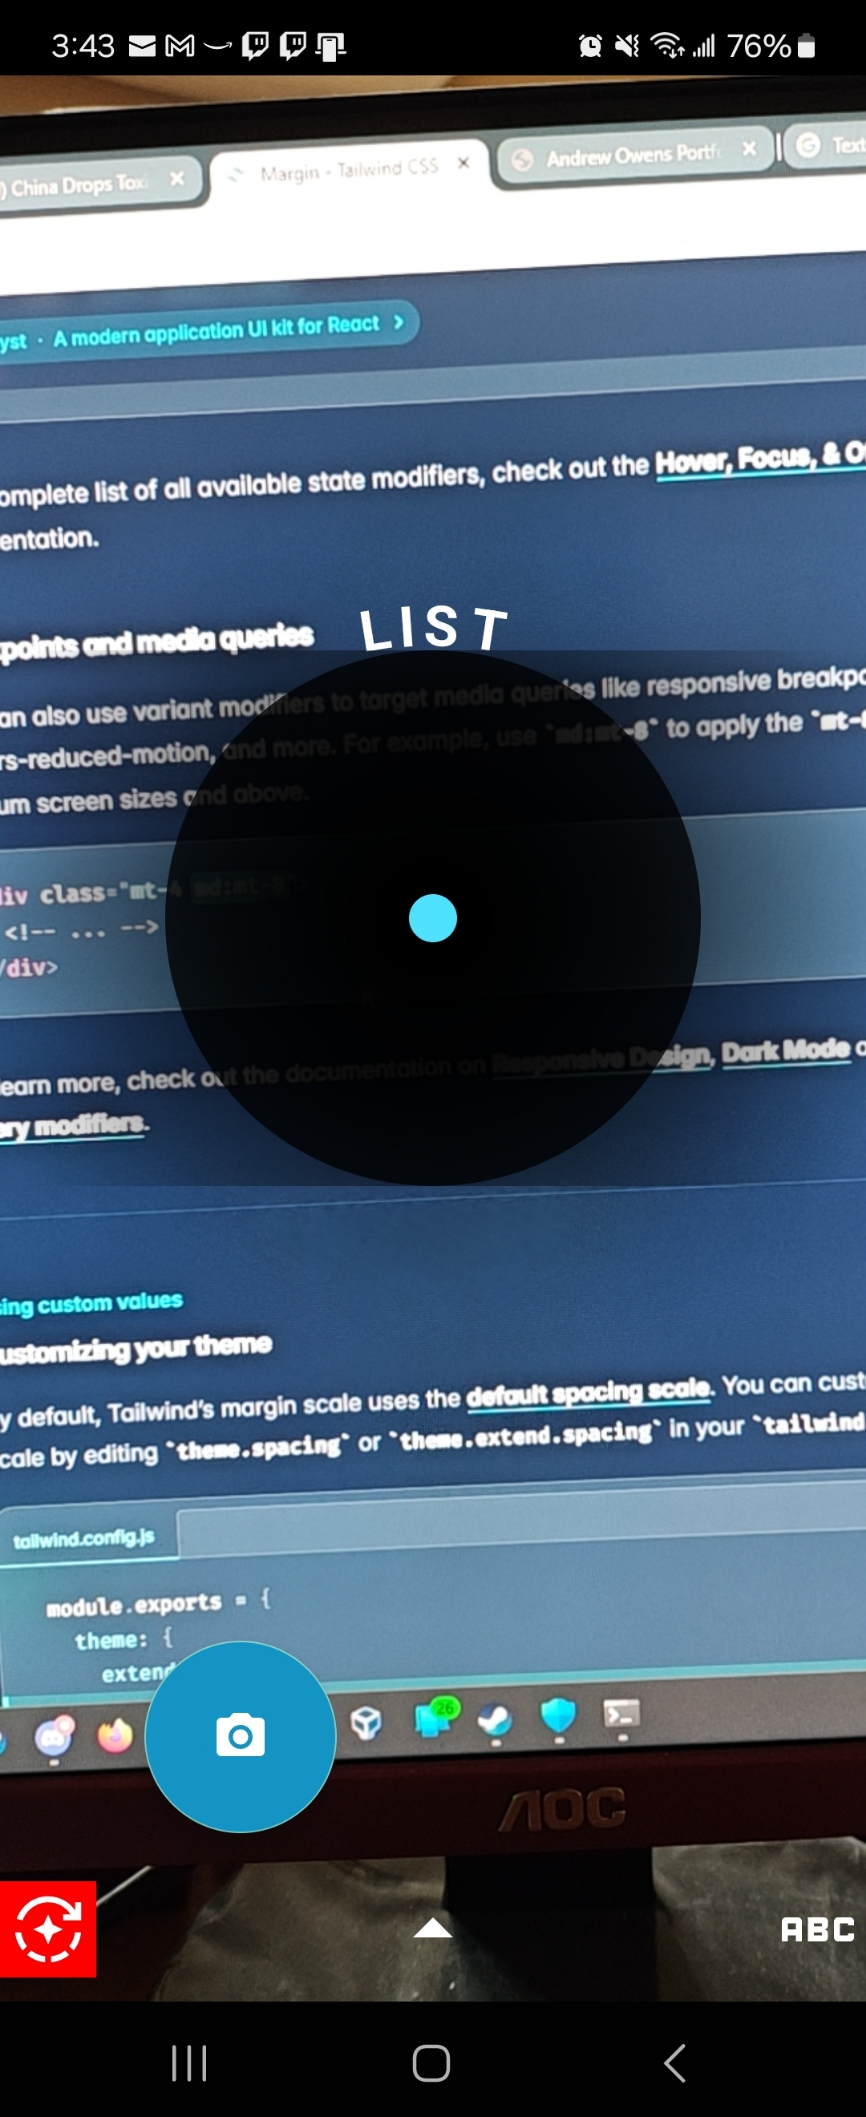 3:43
76%
) China Drops Tox
Margin - Tailwind CSS
Andrew Owens Portf
Text
yst · A modern application UI kit for React
omplete list of all available state modifiers, check out the Hover, Focus, & O
entation.
LIST
points and media queries
an also use variant modifiers to target media queries like responsive breakpo
rs-reduced-motion, and more. For example, use `md:mt-8` to apply the `mt-
um screen sizes and above.
iv class="mt-4 md:mt-8">
<!-- ... -->
/div>
earn more, check out the documentation on Responsive Design, Dark Mode
ery modifiers.
ing custom values
ustomizing your theme
y default, Tailwind's margin scale uses the default spacing scale. You can cust
cale by editing `theme.spacing` or `theme.extend.spacing` in your `tailwind
tailwind.config.js
module.exports = {
theme: {
extend
26
AOC
ABC